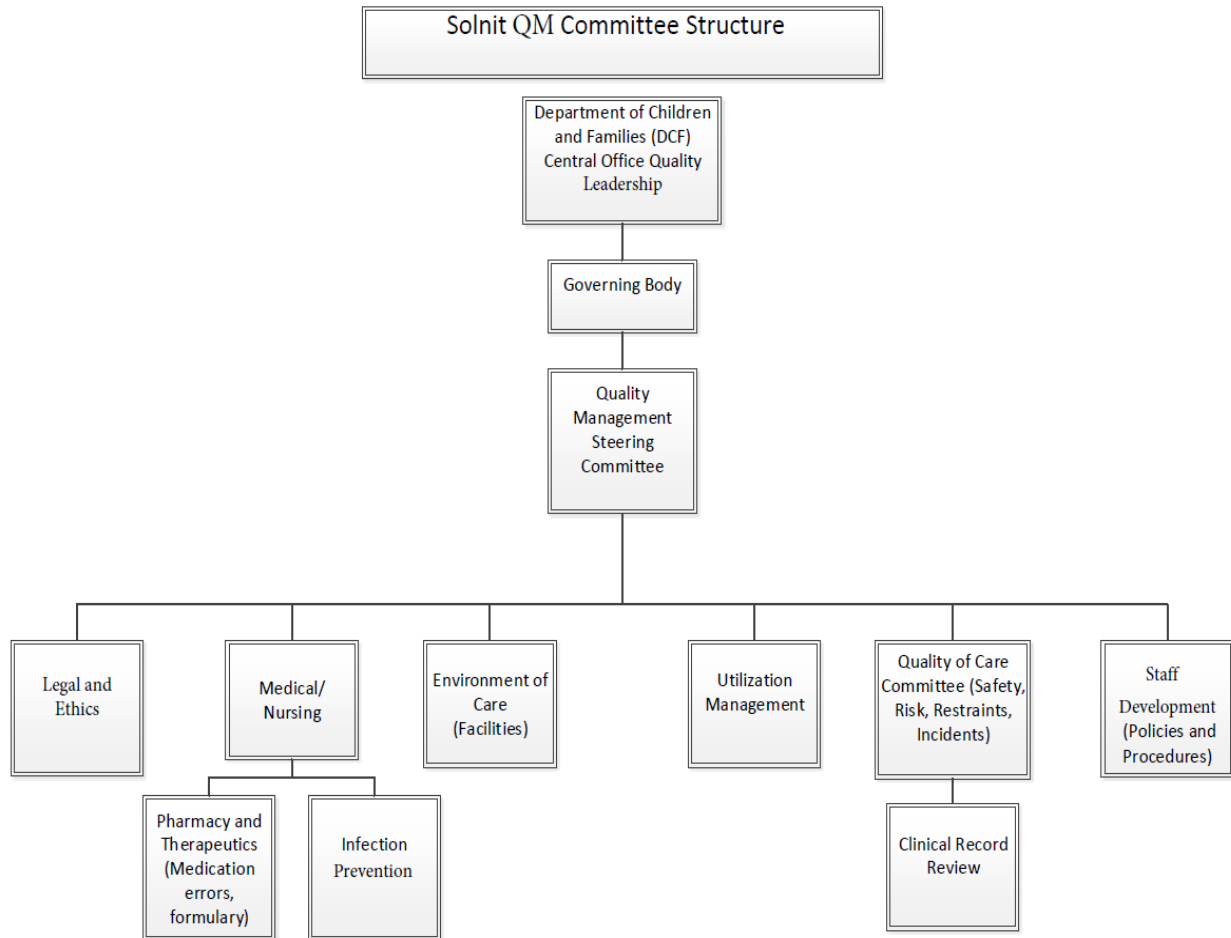 Solnit QM Committee Structure
Department of Children
and Families (DCF)
Central Office Quality
Leadership
Governing Body
Quality
Management
Steering
Committee
Legal and
Ethics
Medical/
Nursing
Environment of
Care
(Facilities)
Utilization
Management
Quality of Care
Committee (Safety,
Risk, Restraints,
Incidents)
Staff
Development
(Policies and
Procedures)
Pharmacy and
Therapeutics
(Medication
errors,
formulary)
Infection
Prevention
Clinical Record
Review